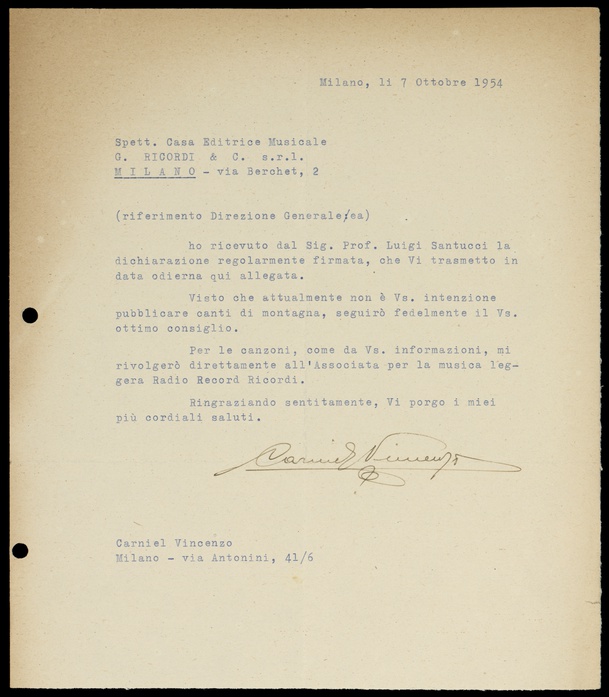 Milano, li 7 Ottobre 1954
Spett. Casa Editrice Musicale
G. RICORDI & C. s.r.l.
M I L A N O - via Berchet, 2
(riferimento Direzione Generale/ea)
ho ricevuto dal Sig. Prof. Luigi Santucci la
dichiarazione regolarmente firmata, che Vi trasmetto in
data odierna qui allegata.
Visto che attualmente non è Vs. intenzione
pubblicare canti di montagna, seguirò fedelmente il Vs.
ottimo consiglio.
Per le canzoni, come da Vs. informazioni, mi
rivolgerò direttamente all'Associata per la musica leg-
gera Radio Record Ricordi.
Ringraziando sentitamente, Vi porgo i miei
più cordiali saluti.
Carniel Vincenzo
Carniel Vincenzo
Milano - via Antonini, 41/6